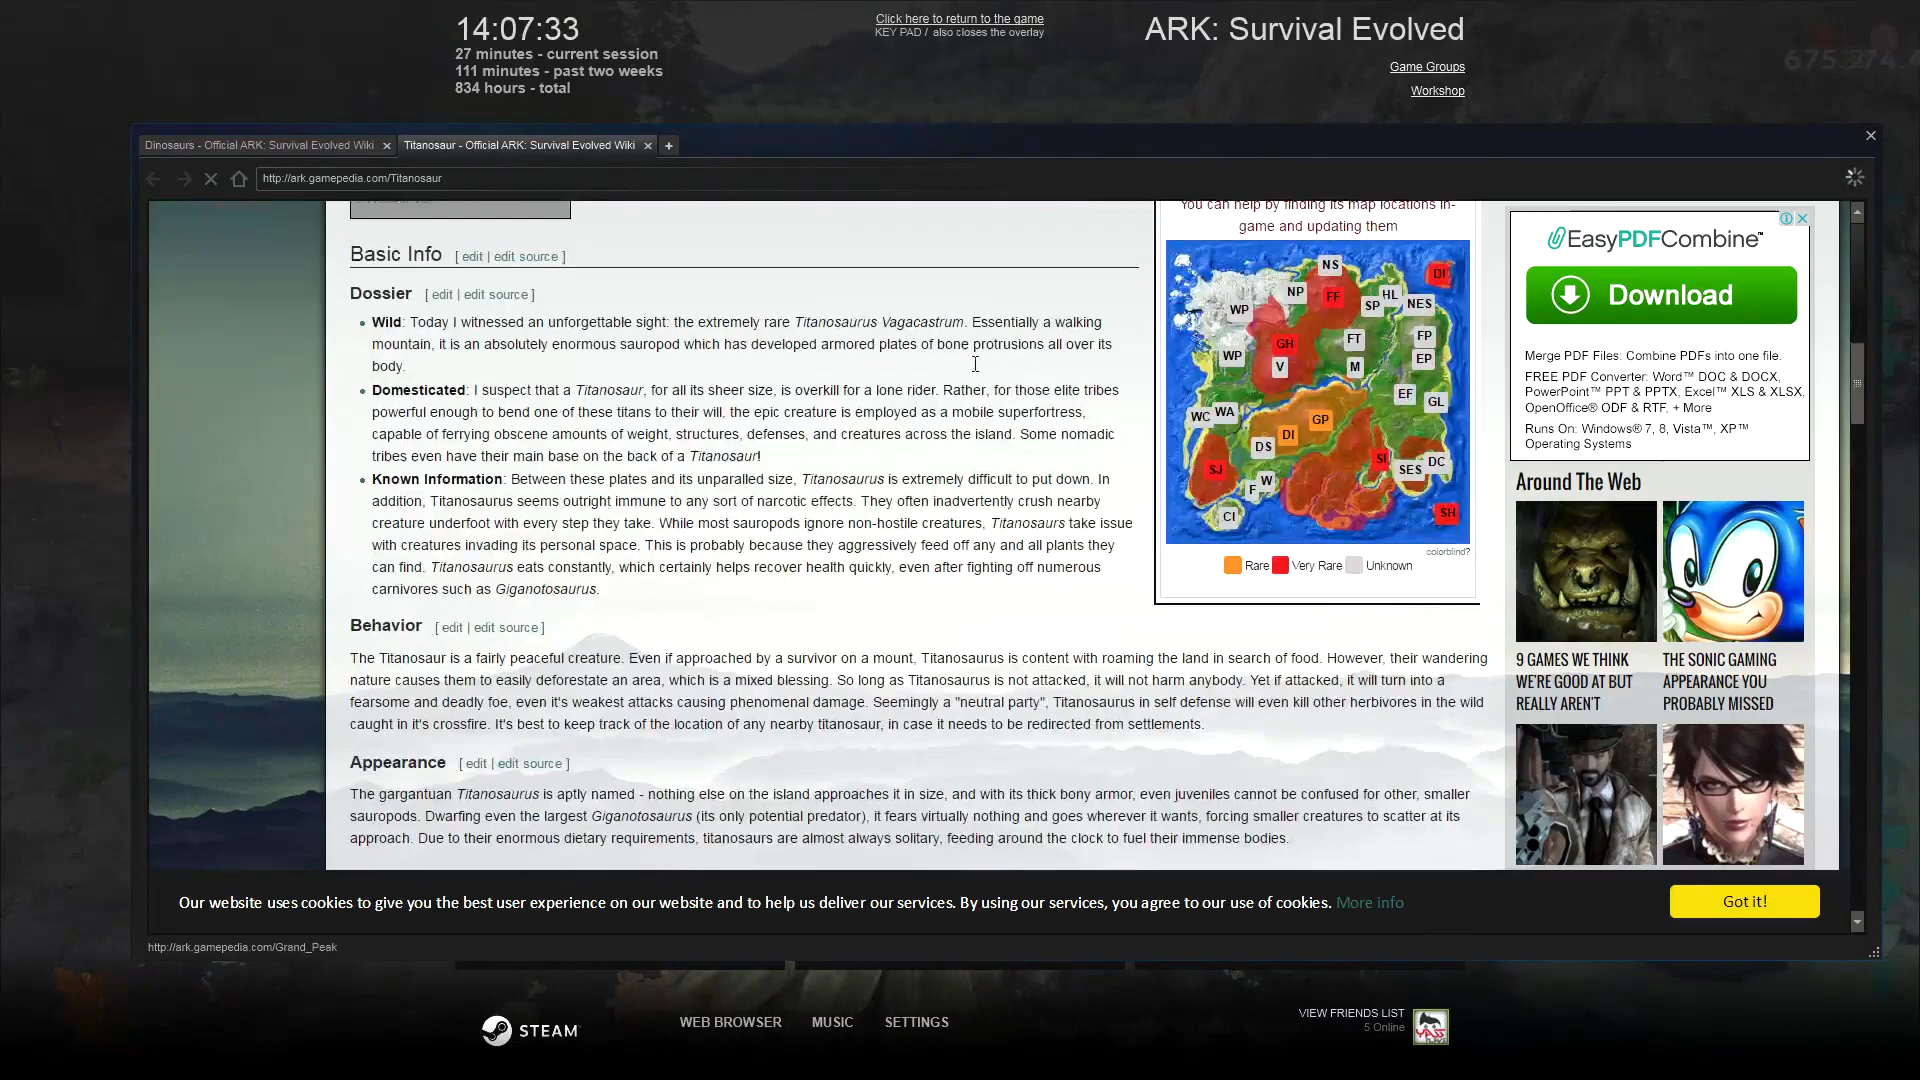 14:07:33
27 minutes - current session
111 minutes - past two weeks
834 hours - total
Click here to return to the game
KEY PAD / also closes the overlay
ARK: Survival Evolved
Game Groups
Workshop
Dinosaurs - Official ARK: Survival Evolved Wiki
Titanosaur - Official ARK: Survival Evolved Wiki
http://ark.gamepedia.com/Titanosaur
Basic Info [ edit | edit source ]
Dossier [ edit | edit source ]
Wild: Today I witnessed an unforgettable sight: the extremely rare Titanosaurus Vagacastrum. Essentially a walking
mountain, it is an absolutely enormous sauropod which has developed armored plates of bone protrusions all over its
body.
Domesticated: I suspect that a Titanosaur, for all its sheer size, is overkill for a lone rider. Rather, for those elite tribes
powerful enough to bend one of these titans to their will, the epic creature is employed as a mobile superfortress,
capable of ferrying obscene amounts of weight, structures, defenses, and creatures across the island. Some nomadic
tribes even have their main base on the back of a Titanosaur!
Known Information: Between these plates and its unparalled size, Titanosaurus is extremely difficult to put down. In
addition, Titanosaurus seems outright immune to any sort of narcotic effects. They often inadvertently crush nearby
creature underfoot with every step they take. While most sauropods ignore non-hostile creatures, Titanosaurs take issue
with creatures invading its personal space. This is probably because they aggressively feed off any and all plants they
can find. Titanosaurus eats constantly, which certainly helps recover health quickly, even after fighting off numerous
carnivores such as Giganotosaurus.
Behavior [ edit | edit source ]
The Titanosaur is a fairly peaceful creature. Even if approached by a survivor on a mount, Titanosaurus is content with roaming the land in search of food. However, their wandering
nature causes them to easily deforestate an area, which is a mixed blessing. So long as Titanosaurus is not attacked, it will not harm anybody. Yet if attacked, it will turn into a
fearsome and deadly foe, even it's weakest attacks causing phenomenal damage. Seemingly a "neutral party", Titanosaurus in self defense will even kill other herbivores in the wild
caught in it's crossfire. It's best to keep track of the location of any nearby titanosaur, in case it needs to be redirected from settlements.
Appearance [ edit | edit source ]
The gargantuan Titanosaurus is aptly named - nothing else on the island approaches it in size, and with its thick bony armor, even juveniles cannot be confused for other, smaller
sauropods. Dwarfing even the largest Giganotosaurus (its only potential predator), it fears virtually nothing and goes wherever it wants, forcing smaller creatures to scatter at its
approach. Due to their enormous dietary requirements, titanosaurs are almost always solitary, feeding around the clock to fuel their immense bodies.
You can help by finding its map locations in-
game and updating them
NS
DI
NP
FF
HL
SP
NES
WP
FP
GH
FT
WP
EP
V
M
EF
GL
WC
WA
GP
DI
DS
SI
DC
SJ
SES
W
F
CI
SH
colorblind?
Rare
Very Rare
Unknown
EasyPDFCombine™
Download
Merge PDF Files: Combine PDFs into one file.
FREE PDF Converter: Word™ DOC & DOCX,
PowerPoint™ PPT & PPTX, Excel™ XLS & XLSX,
OpenOffice® ODF & RTF, + More
Runs On: Windows® 7, 8, Vista™, XP™
Operating Systems
Around The Web
9 GAMES WE THINK
WE'RE GOOD AT BUT
REALLY AREN'T
THE SONIC GAMING
APPEARANCE YOU
PROBABLY MISSED
Our website uses cookies to give you the best user experience on our website and to help us deliver our services. By using our services, you agree to our use of cookies. More info
Got it!
http://ark.gamepedia.com/Grand_Peak
STEAM
WEB BROWSER
MUSIC
SETTINGS
VIEW FRIENDS LIST
5 Online